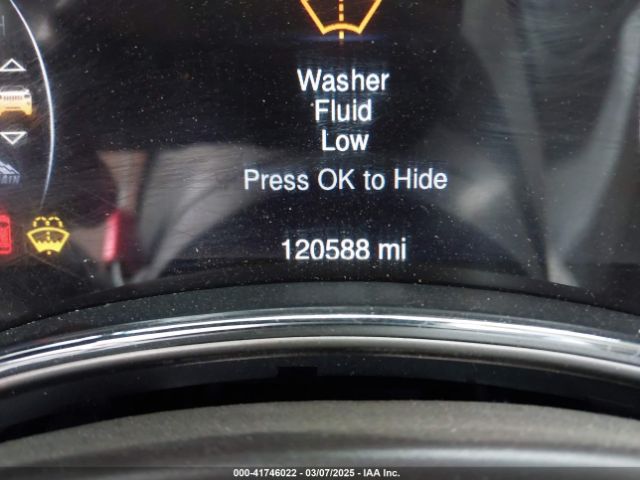 Washer
Fluid
Low
Press OK to Hide
120588 mi
000-41746022 | 03/07/2025 | IAA Inc.